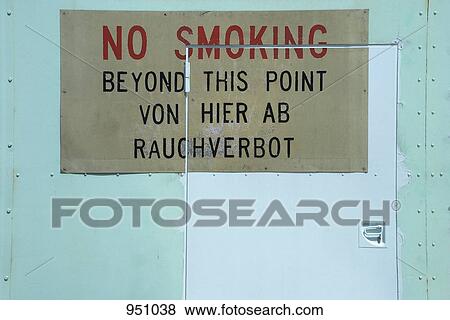 NO SMOKING
BEYOND THIS POINT
VON HIER AB
RAUCHVERBOT
FOTOSEARCH®
951038 www.fotosearch.com